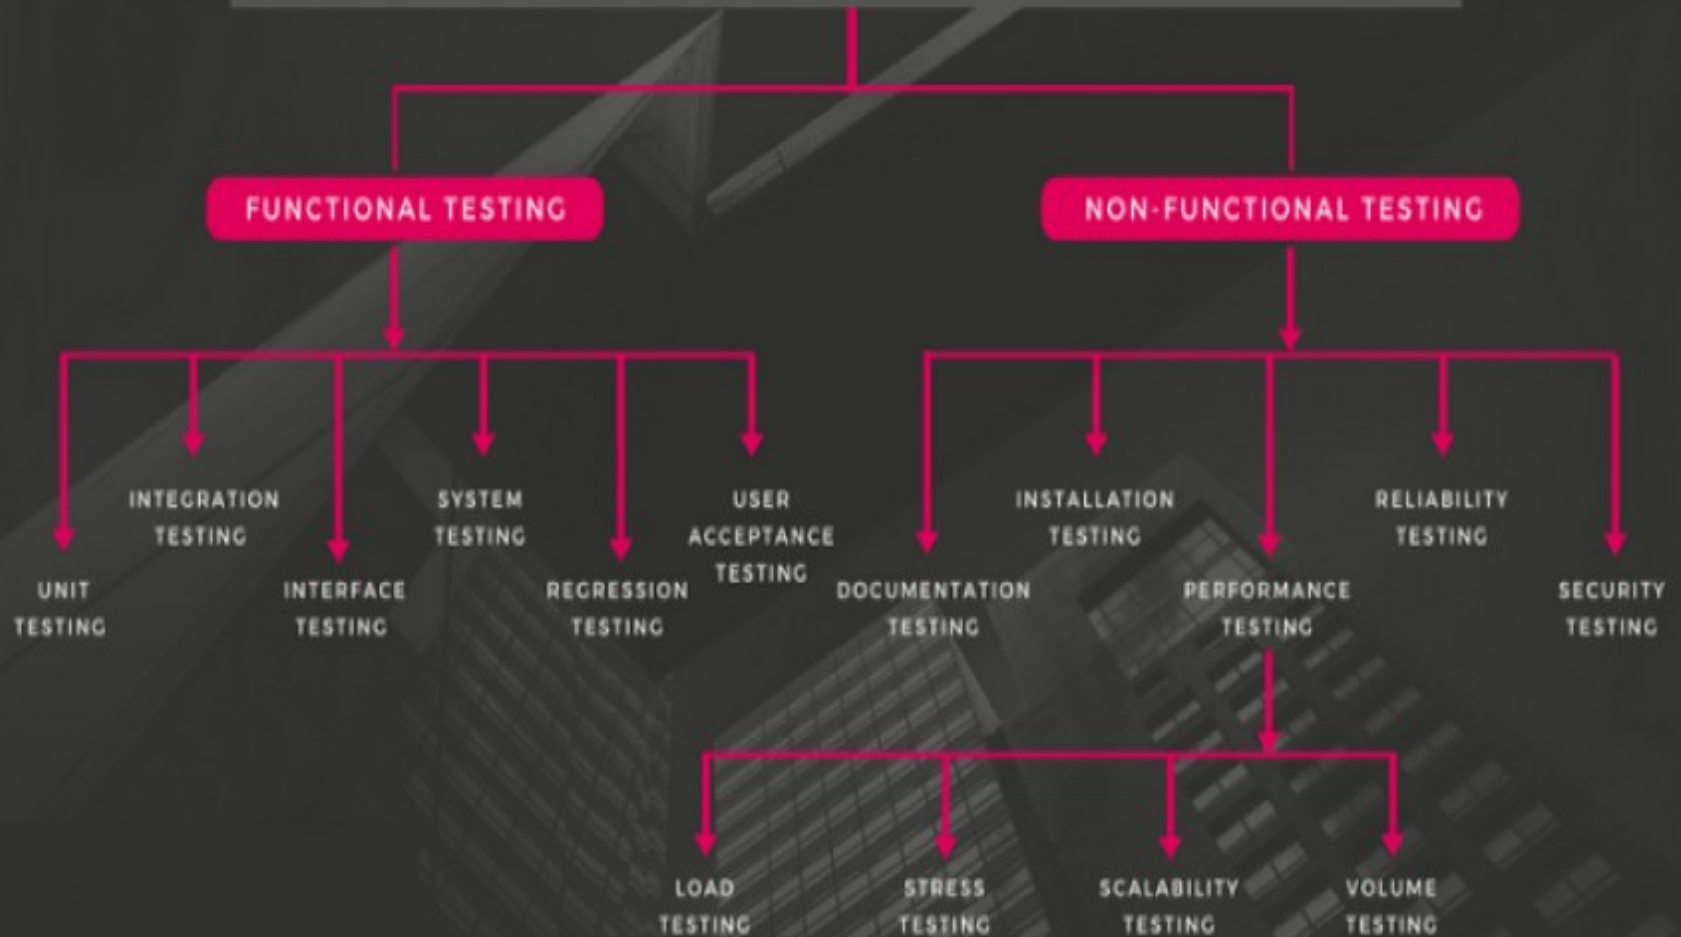 FUNCTIONAL TESTING
NON-FUNCTIONAL TESTING
UNIT
TESTING
INTEGRATION
TESTING
INTERFACE
TESTING
SYSTEM
TESTING
REGRESSION
TESTING
USER
ACCEPTANCE
TESTING
DOCUMENTATION
TESTING
INSTALLATION
TESTING
PERFORMANCE
TESTING
RELIABILITY
TESTING
SECURITY
TESTING
LOAD
TESTING
STRESS
TESTING
SCALABILITY
TESTING
VOLUME
TESTING